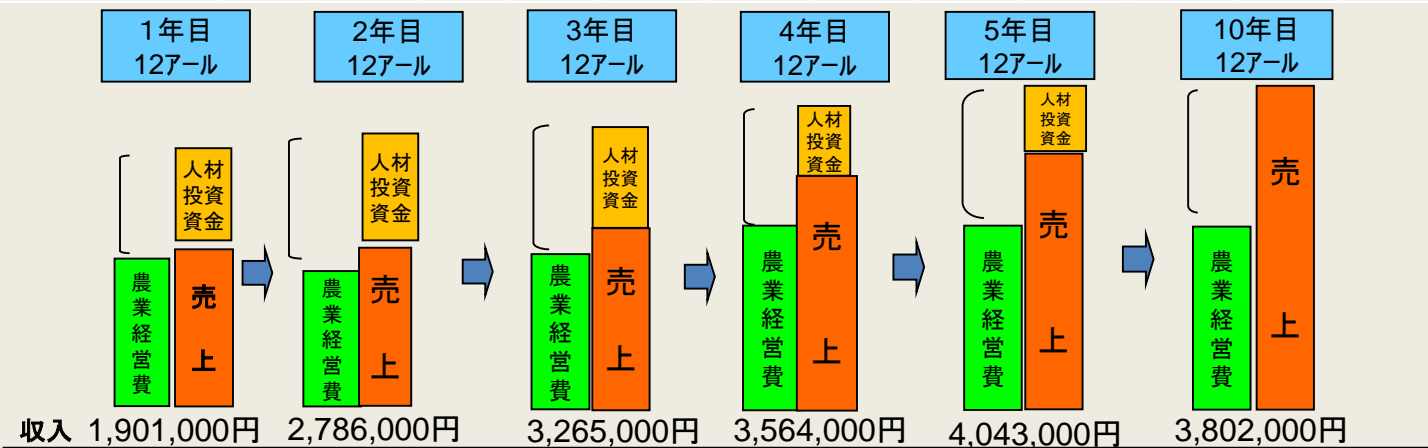 1年目
12アール
2年目
12アール
3年目
12アール
4年目
12アール
5年目
12アール
10年目
12アール
人材
投資
資金
農業経営費
売上
人材
投資
資金
農業経営費
売上
人材
投資
資金
農業経営費
売上
人材
投資
資金
農業経営費
売上
人材
投資
資金
農業経営費
売上
農業経営費
売上
収入 1,901,000円 2,786,000円 3,265,000円 3,564,000円 4,043,000円 3,802,000円